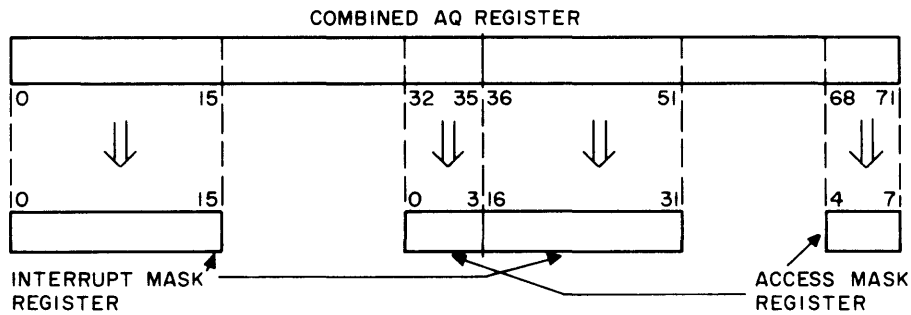 COMBINED AQ REGISTER
0 15 32 35 36 51 68 71
0 15 0 3 16 31 4 7
INTERRUPT MASK REGISTER
ACCESS MASK REGISTER